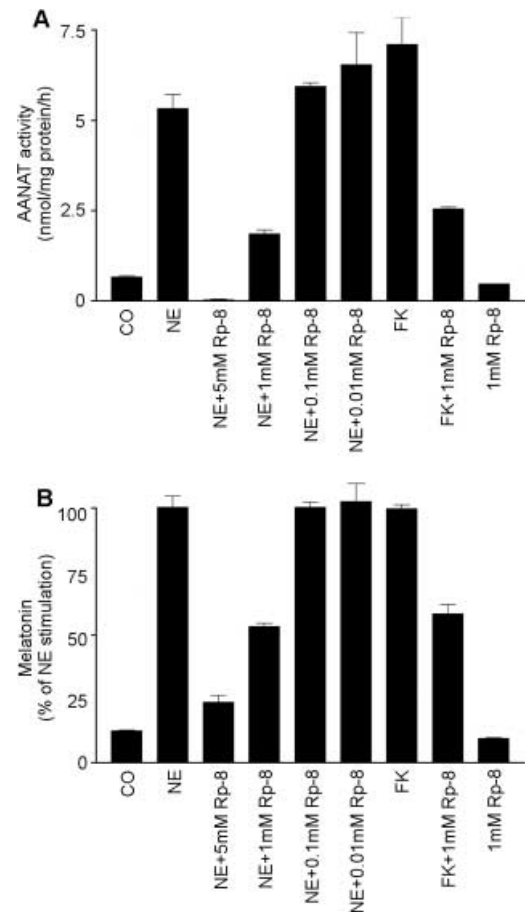 A
AANAT activity
(nmol/mg protein/h)
7.5
5
2.5
0
CO
NE
NE+5mM Rp-8
NE+1mM Rp-8
NE+0.1mM Rp-8
NE+0.01mM Rp-8
FK
FK+1mM Rp-8
1mM Rp-8
B
Melatonin
(% of NE stimulation)
100
75
50
25
0
CO
NE
NE+5mM Rp-8
NE+1mM Rp-8
NE+0.1mM Rp-8
NE+0.01mM Rp-8
FK
FK+1mM Rp-8
1mM Rp-8